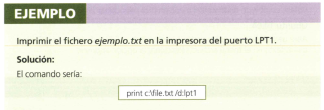 EJEMPLO
Imprimir el fichero ejemplo.txt en la impresora del puerto LPT1.
Solución:
El comando sería:
print c:\file.txt /d:lpt1